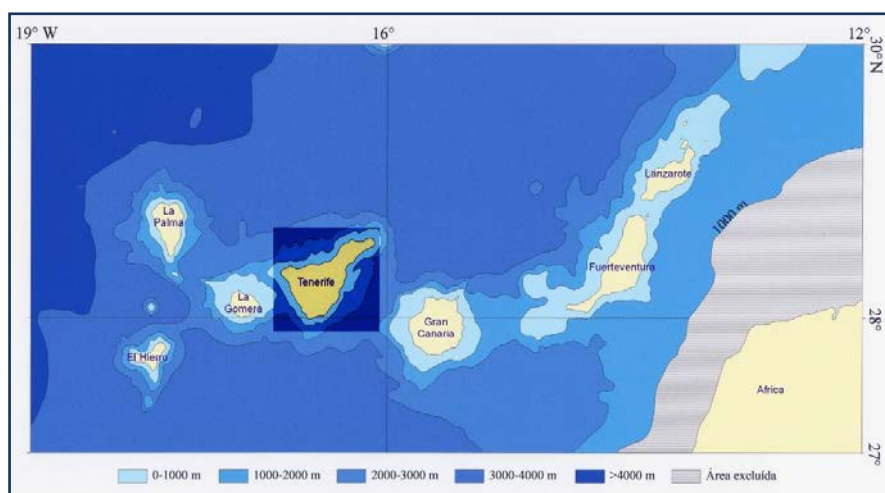 19° W
16°
12°
30°N
La
Palma
Lanzarote
1000 m
Fuerteventura
Tenerife
La
Gomera
Gran
Canaria
28°
El Hierro
Africa
27°
0-1000 m
1000-2000 m
2000-3000 m
3000-4000 m
>4000 m
Área excluída